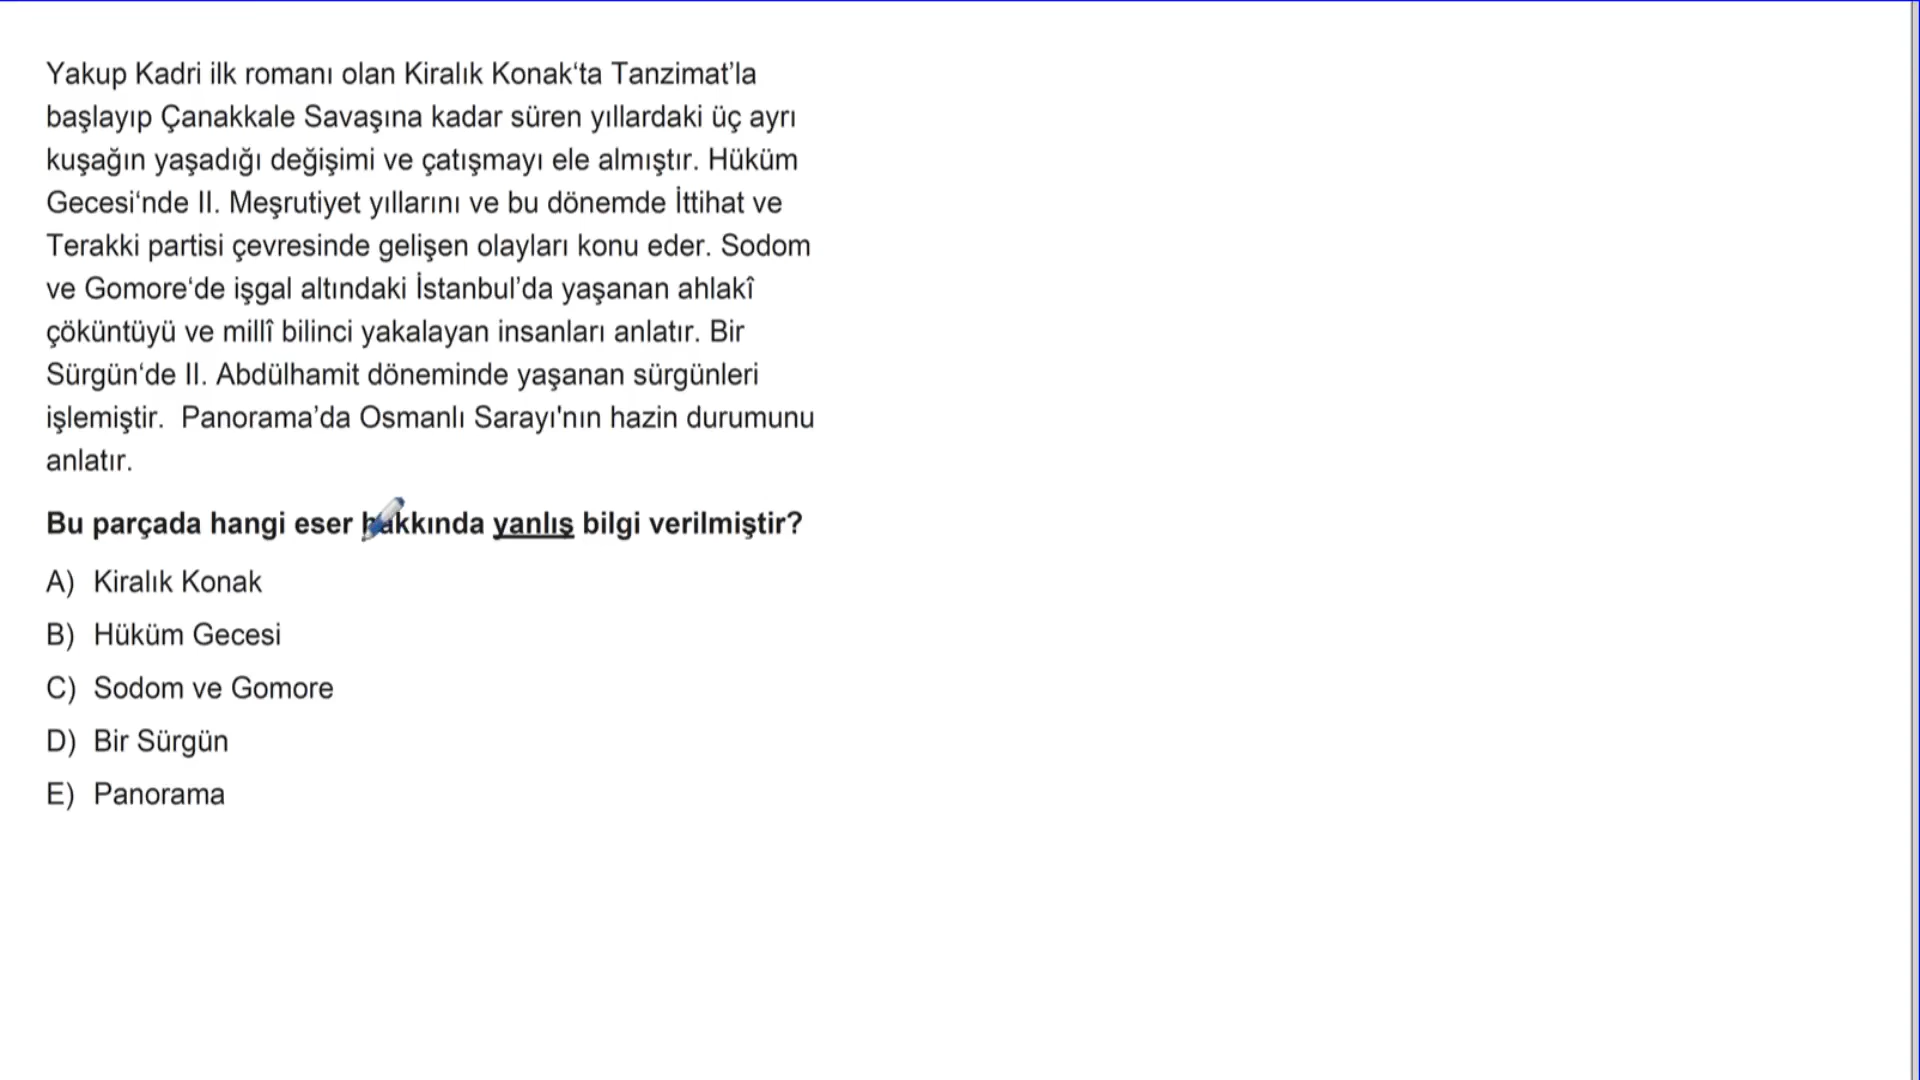 Yakup Kadri ilk romanı olan Kiralık Konak‘ta Tanzimat’la
başlayıp Çanakkale Savaşına kadar süren yıllardaki üç ayrı
kuşağın yaşadığı değişimi ve çatışmayı ele almıştır. Hüküm
Gecesi‘nde II. Meşrutiyet yıllarını ve bu dönemde İttihat ve
Terakki partisi çevresinde gelişen olayları konu eder. Sodom
ve Gomore‘de işgal altındaki İstanbul’da yaşanan ahlakî
çöküntüyü ve millî bilinci yakalayan insanları anlatır. Bir
Sürgün‘de II. Abdülhamit döneminde yaşanan sürgünleri
işlemiştir.  Panorama’da Osmanlı Sarayı'nın hazin durumunu
anlatır.
Bu parçada hangi eser hakkında yanlış bilgi verilmiştir?
A) Kiralık Konak
B) Hüküm Gecesi
C) Sodom ve Gomore
D) Bir Sürgün
E) Panorama